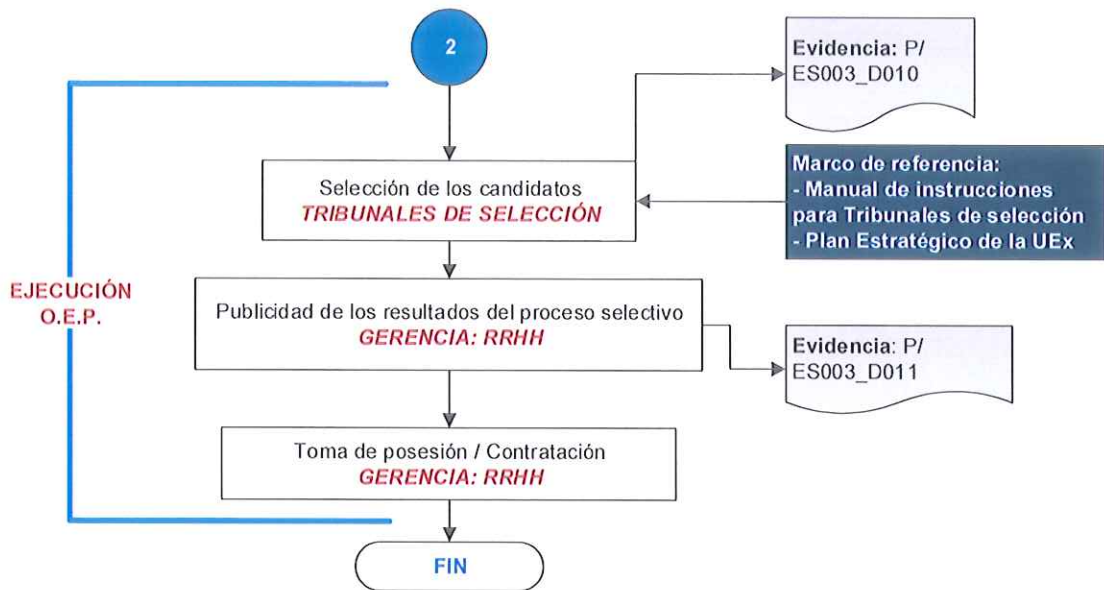 2
Evidencia: P/
ES003_D010
Selección de los candidatos
TRIBUNALES DE SELECCIÓN
Marco de referencia:
- Manual de instrucciones
para Tribunales de selección
- Plan Estratégico de la UEx
EJECUCIÓN
O.E.P.
Publicidad de los resultados del proceso selectivo
GERENCIA: RRHH
Evidencia: P/
ES003_D011
Toma de posesión / Contratación
GERENCIA: RRHH
FIN